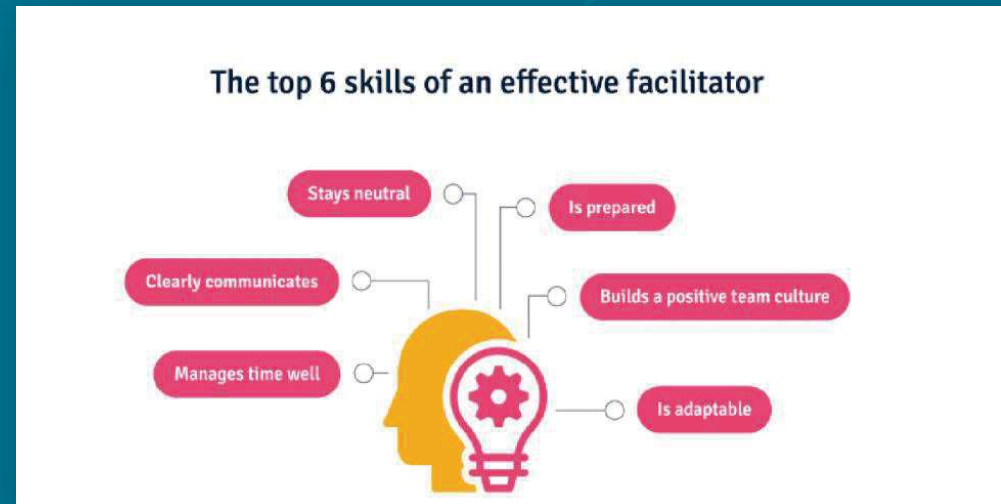 The top 6 skills of an effective facilitator
Stays neutral
Is prepared
Clearly communicates
Builds a positive team culture
Manages time well
Is adaptable